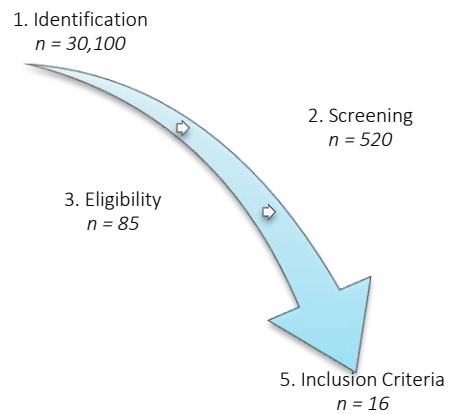 1. Identification
n = 30,100
2. Screening
n = 520
3. Eligibility
n = 85
5. Inclusion Criteria
n = 16